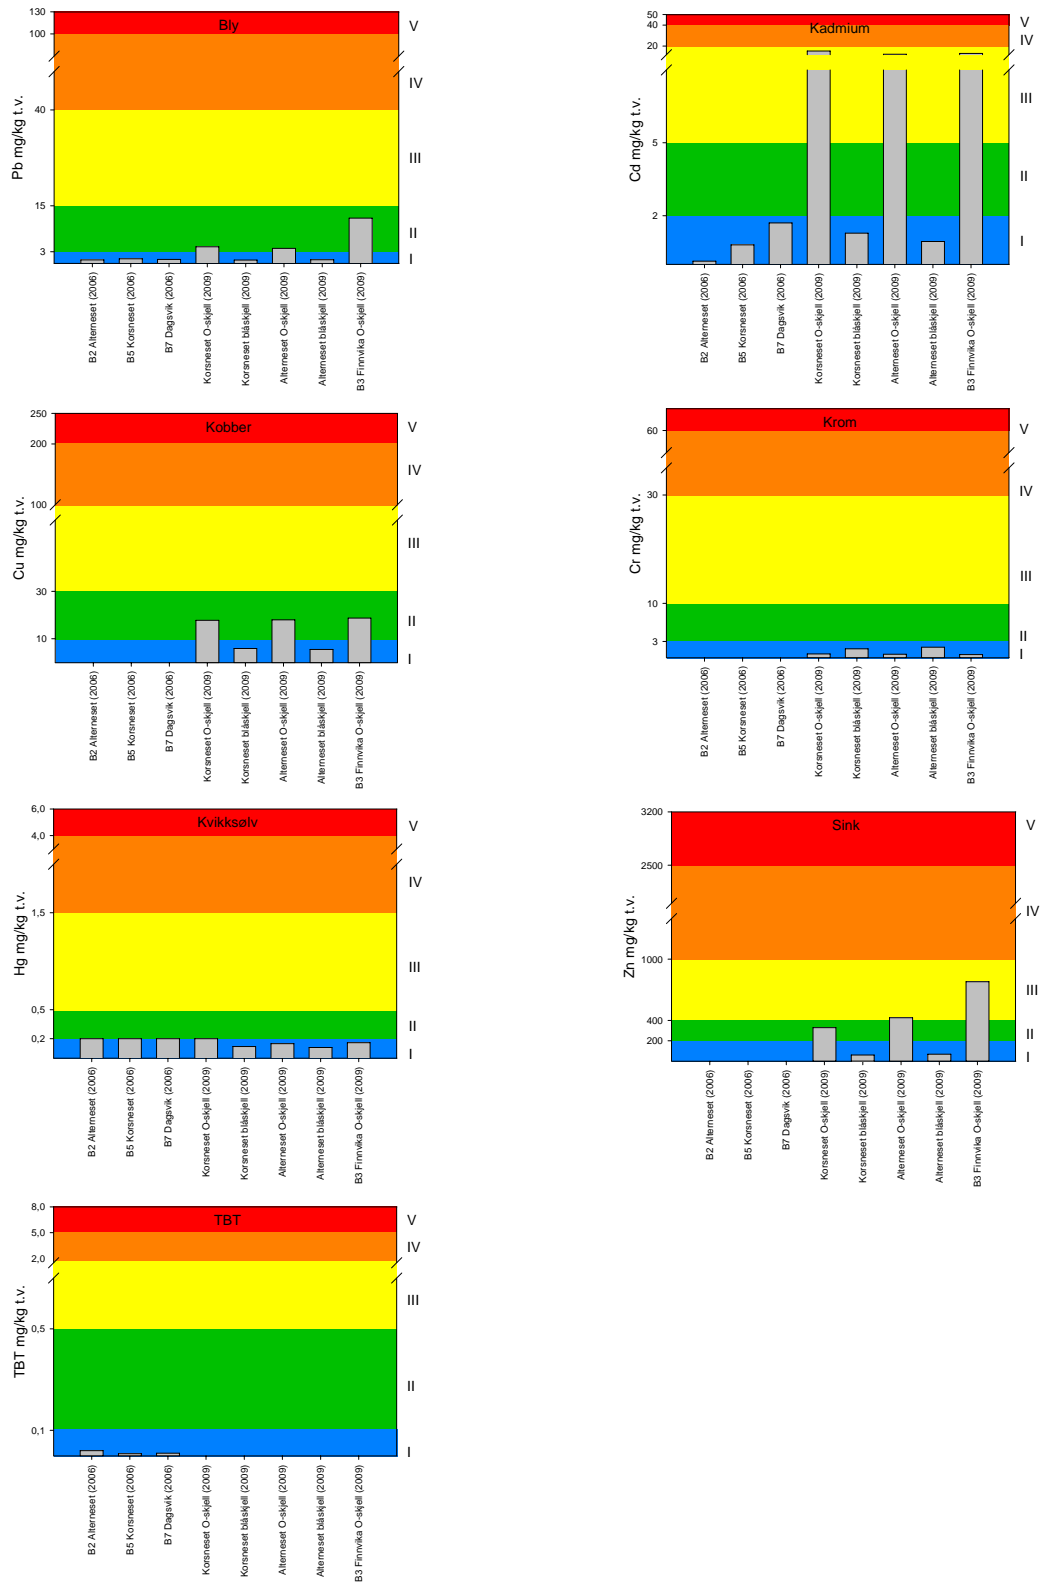 Bly
130
100
40
15
3
Pb mg/kg t.v.
V
IV
III
II
I
B2 Alterneset (2006)
B5 Korsneset (2006)
B7 Dagsvik (2006)
Korsneset O-skjell (2009)
Korsneset blåskjell (2009)
Alterneset O-skjell (2009)
Alterneset blåskjell (2009)
B3 Finnvika O-skjell (2009)
Kadmium
50
40
20
5
2
Cd mg/kg t.v.
V
IV
III
II
I
B2 Alterneset (2006)
B5 Korsneset (2006)
B7 Dagsvik (2006)
Korsneset O-skjell (2009)
Korsneset blåskjell (2009)
Alterneset O-skjell (2009)
Alterneset blåskjell (2009)
B3 Finnvika O-skjell (2009)
Kobber
250
200
100
30
10
Cu mg/kg t.v.
V
IV
III
II
I
B2 Alterneset (2006)
B5 Korsneset (2006)
B7 Dagsvik (2006)
Korsneset O-skjell (2009)
Korsneset blåskjell (2009)
Alterneset O-skjell (2009)
Alterneset blåskjell (2009)
B3 Finnvika O-skjell (2009)
Krom
60
30
10
3
Cr mg/kg t.v.
V
IV
III
II
I
B2 Alterneset (2006)
B5 Korsneset (2006)
B7 Dagsvik (2006)
Korsneset O-skjell (2009)
Korsneset blåskjell (2009)
Alterneset O-skjell (2009)
Alterneset blåskjell (2009)
B3 Finnvika O-skjell (2009)
Kvikksølv
6,0
4,0
1,5
0,5
0,2
Hg mg/kg t.v.
V
IV
III
II
I
B2 Alterneset (2006)
B5 Korsneset (2006)
B7 Dagsvik (2006)
Korsneset O-skjell (2009)
Korsneset blåskjell (2009)
Alterneset O-skjell (2009)
Alterneset blåskjell (2009)
B3 Finnvika O-skjell (2009)
Sink
3200
2500
1000
400
200
Zn mg/kg t.v.
V
IV
III
II
I
B2 Alterneset (2006)
B5 Korsneset (2006)
B7 Dagsvik (2006)
Korsneset O-skjell (2009)
Korsneset blåskjell (2009)
Alterneset O-skjell (2009)
Alterneset blåskjell (2009)
B3 Finnvika O-skjell (2009)
TBT
8,0
5,0
2,0
0,5
0,1
TBT mg/kg t.v.
V
IV
III
II
I
B2 Alterneset (2006)
B5 Korsneset (2006)
B7 Dagsvik (2006)
Korsneset O-skjell (2009)
Korsneset blåskjell (2009)
Alterneset O-skjell (2009)
Alterneset blåskjell (2009)
B3 Finnvika O-skjell (2009)